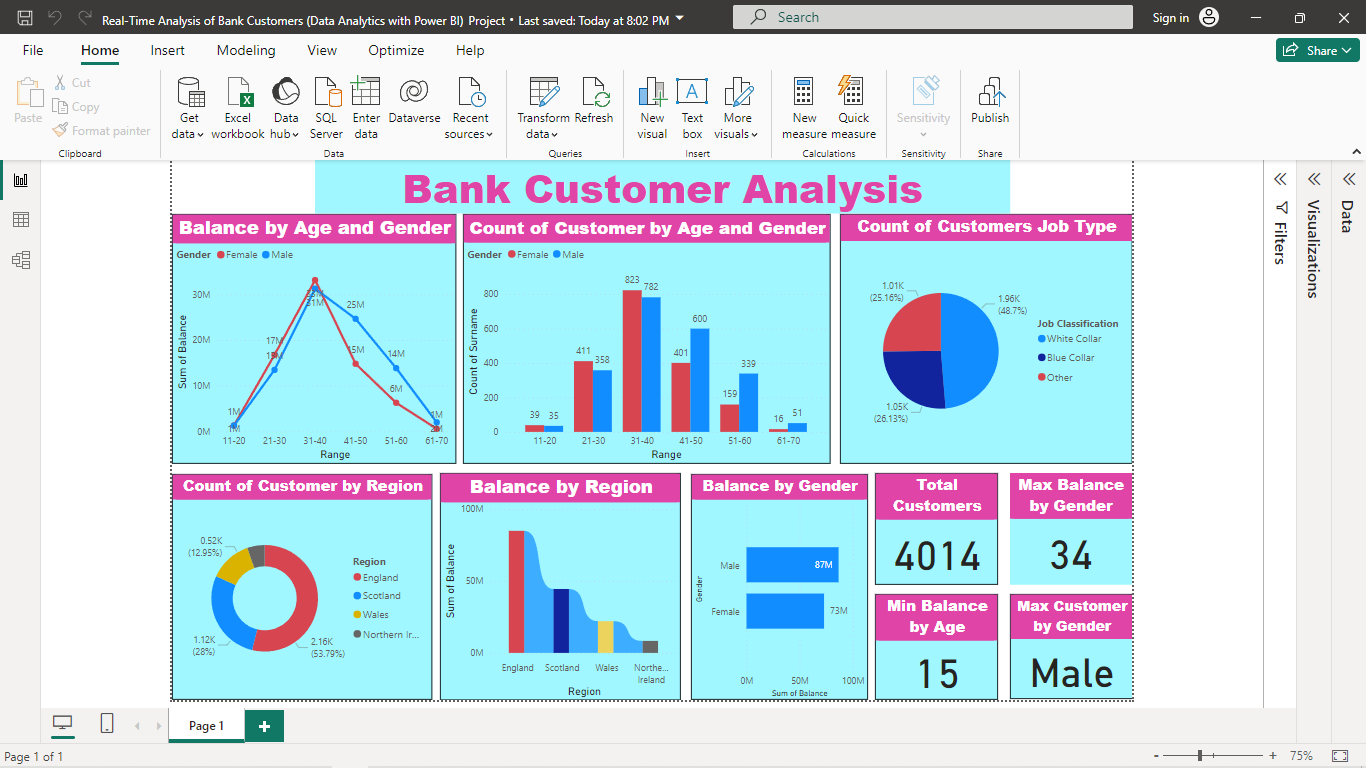 Real-Time Analysis of Bank Customers (Data Analytics with Power BI) Project • Last saved: Today at 8:02 PM
Search
Sign in
File Home Insert Modeling View Optimize Help
Share
Paste
Cut
Copy
Format painter
Clipboard
Get data
Excel workbook
Data hub
SQL Server
Enter data
Dataverse
Recent sources
Data
Transform data
Refresh
Queries
New visual
Text box
More visuals
Insert
New measure
Quick measure
Calculations
Sensitivity
Sensitivity
Publish
Share
Bank Customer Analysis
Balance by Age and Gender
Gender Female Male
Sum of Balance
30M
20M
10M
0M
1M
1M
17M
31M
25M
15M
14M
6M
1M
11-20 21-30 31-40 41-50 51-60 61-70
Range
Count of Customer by Age and Gender
Gender Female Male
Count of Surname
800
600
400
200
0
39 35
411 358
823 782
401 600
159 339
16 51
11-20 21-30 31-40 41-50 51-60 61-70
Range
Count of Customers Job Type
1.01K
(25.16%)
1.96K
(48.7%)
1.05K
(26.13%)
Job Classification
White Collar
Blue Collar
Other
Filters
Visualizations
Data
Count of Customer by Region
0.52K
(12.95%)
1.12K
(28%)
2.16K
(53.79%)
Region
England
Scotland
Wales
Northern Ir...
Balance by Region
Sum of Balance
100M
50M
0M
England Scotland Wales Northe...
Ireland
Region
Balance by Gender
Gender
Male 87M
Female 73M
0M 50M 100M
Sum of Balance
Total
Customers
4014
Max Balance
by Gender
34
Min Balance
by Age
15
Max Customer
by Gender
Male
Page 1
Page 1 of 1
- + 75%